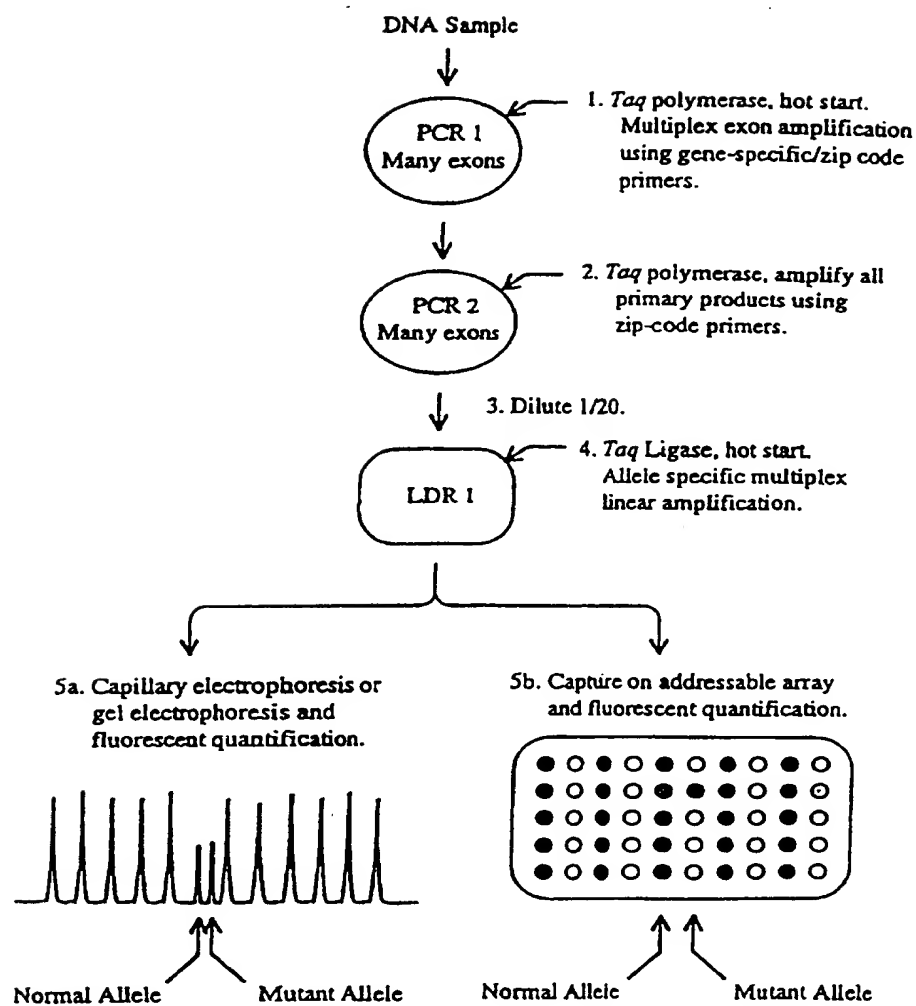 DNA Sample
PCR 1
Many exons
1. Taq polymerase, hot start.
Multiplex exon amplification
using gene-specific/zip code
primers.
PCR 2
Many exons
2. Taq polymerase, amplify all
primary products using
zip-code primers.
3. Dilute 1/20.
LDR 1
4. Taq Ligase, hot start.
Allele specific multiplex
linear amplification.
5a. Capillary electrophoresis or
gel electrophoresis and
fluorescent quantification.
5b. Capture on addressable array
and fluorescent quantification.
Normal Allele
Mutant Allele
Normal Allele
Mutant Allele